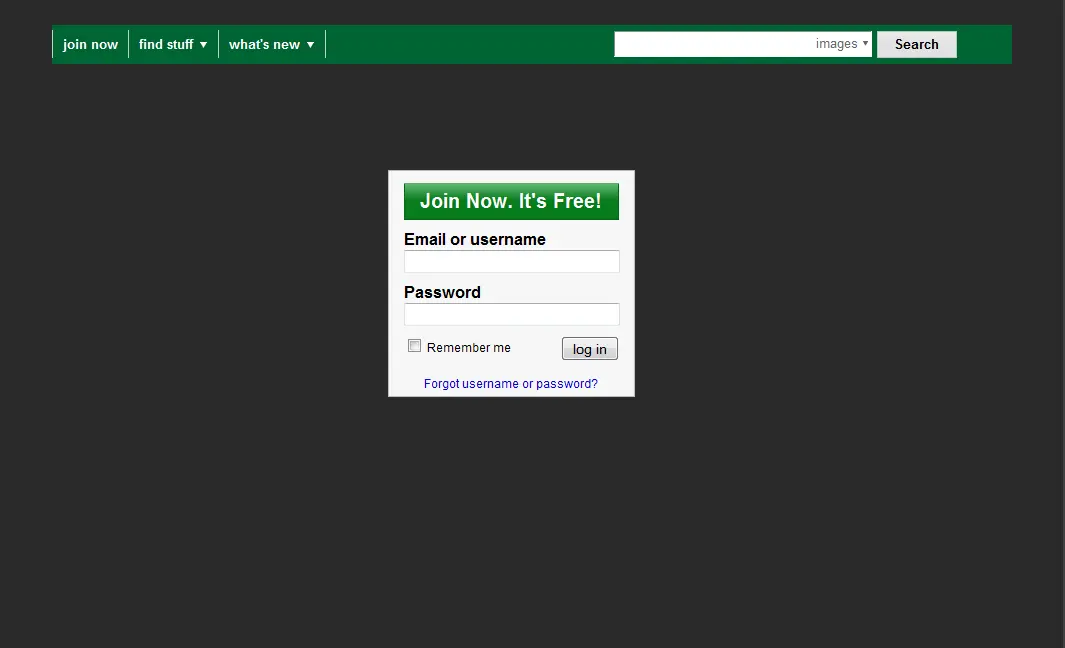 join now find stuff ▼ what's new ▼ images ▾ Search
Join Now. It's Free!
Email or username
Password
Remember me log in
Forgot username or password?